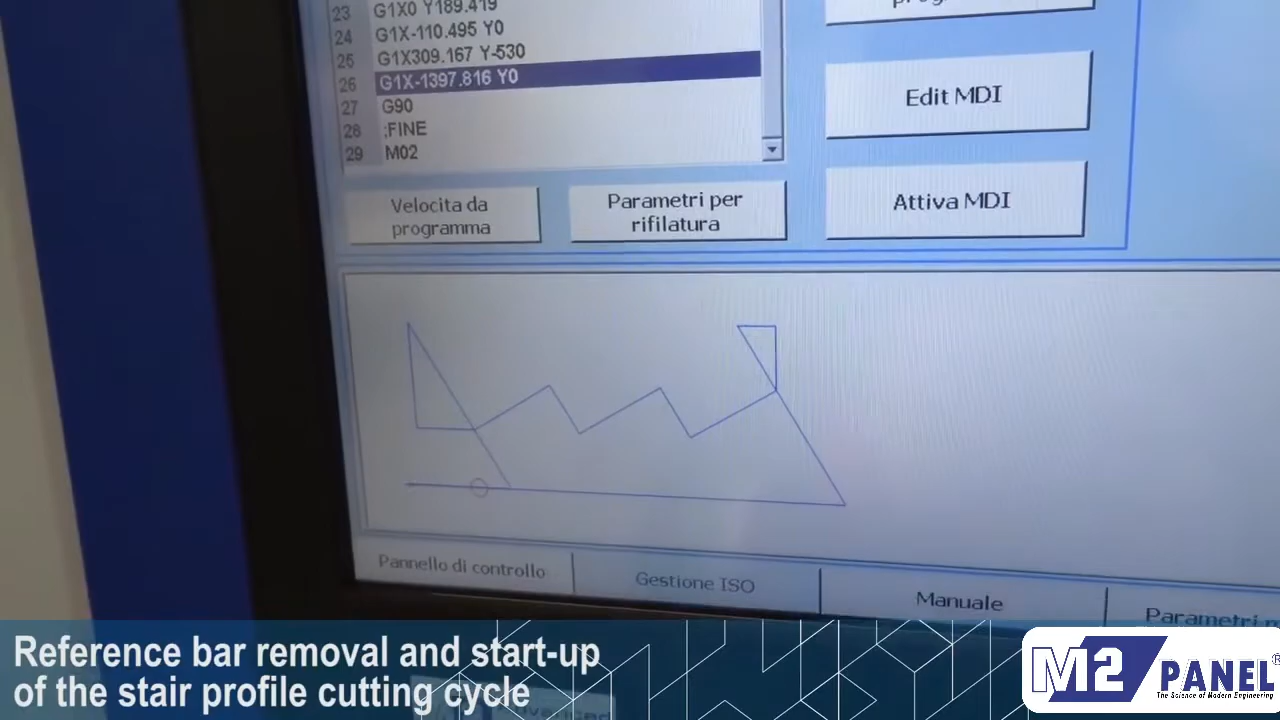 23 G1X0 Y189.419
24 G1X-110.495 Y0
25 G1X309.167 Y-530
26 G1X-1397.816 Y0
27 G90
28 ;FINE
29 M02
Edit MDI
Velocita da
programma
Parametri per
rifilatura
Attiva MDI
Pannello di controllo
Gestione ISO
Manuale
Parametri
Reference bar removal and start-up
of the stair profile cutting cycle
M2 PANEL®
The Science of Modern Engineering